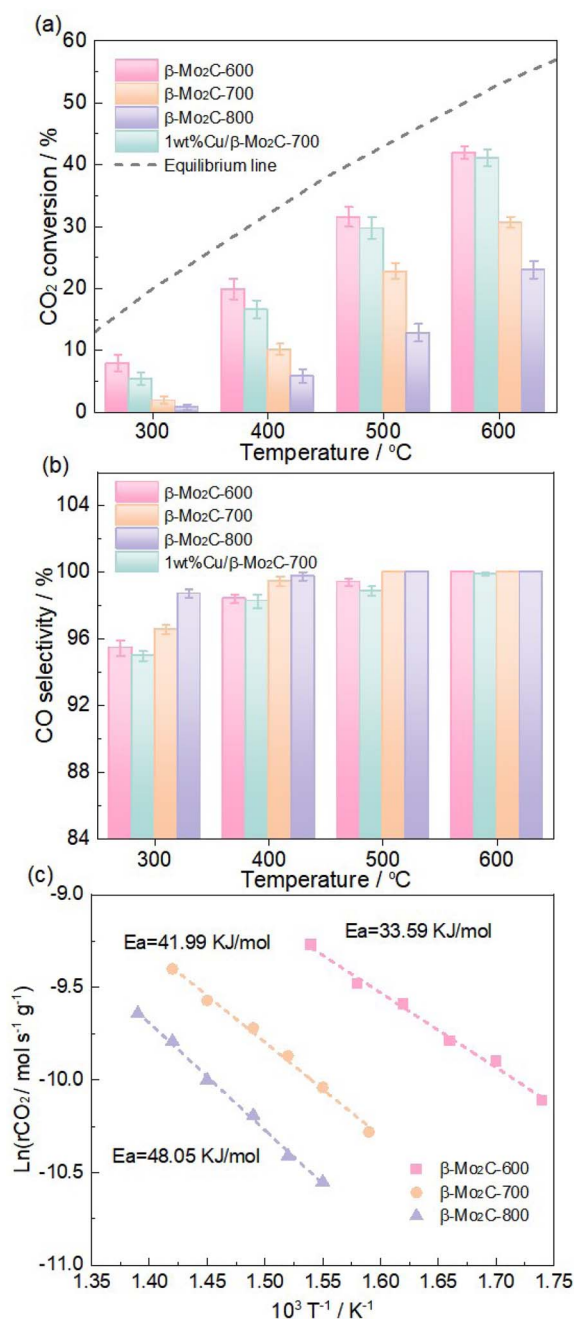 (a)
60
50
40
30
20
10
0
CO₂ conversion / %
β-Mo₂C-600
β-Mo₂C-700
β-Mo₂C-800
1wt%Cu/β-Mo₂C-700
Equilibrium line
300 400 500 600
Temperature / °C
(b)
104
100
96
92
88
84
CO selectivity / %
β-Mo₂C-600
β-Mo₂C-700
β-Mo₂C-800
1wt%Cu/β-Mo₂C-700
300 400 500 600
Temperature / °C
(c)
-9.0
-9.5
-10.0
-10.5
-11.0
Ln(rCO₂/ mol s⁻¹ g⁻¹)
Ea=41.99 KJ/mol
Ea=33.59 KJ/mol
Ea=48.05 KJ/mol
β-Mo₂C-600
β-Mo₂C-700
β-Mo₂C-800
1.35 1.40 1.45 1.50 1.55 1.60 1.65 1.70 1.75
10³ T⁻¹ / K⁻¹